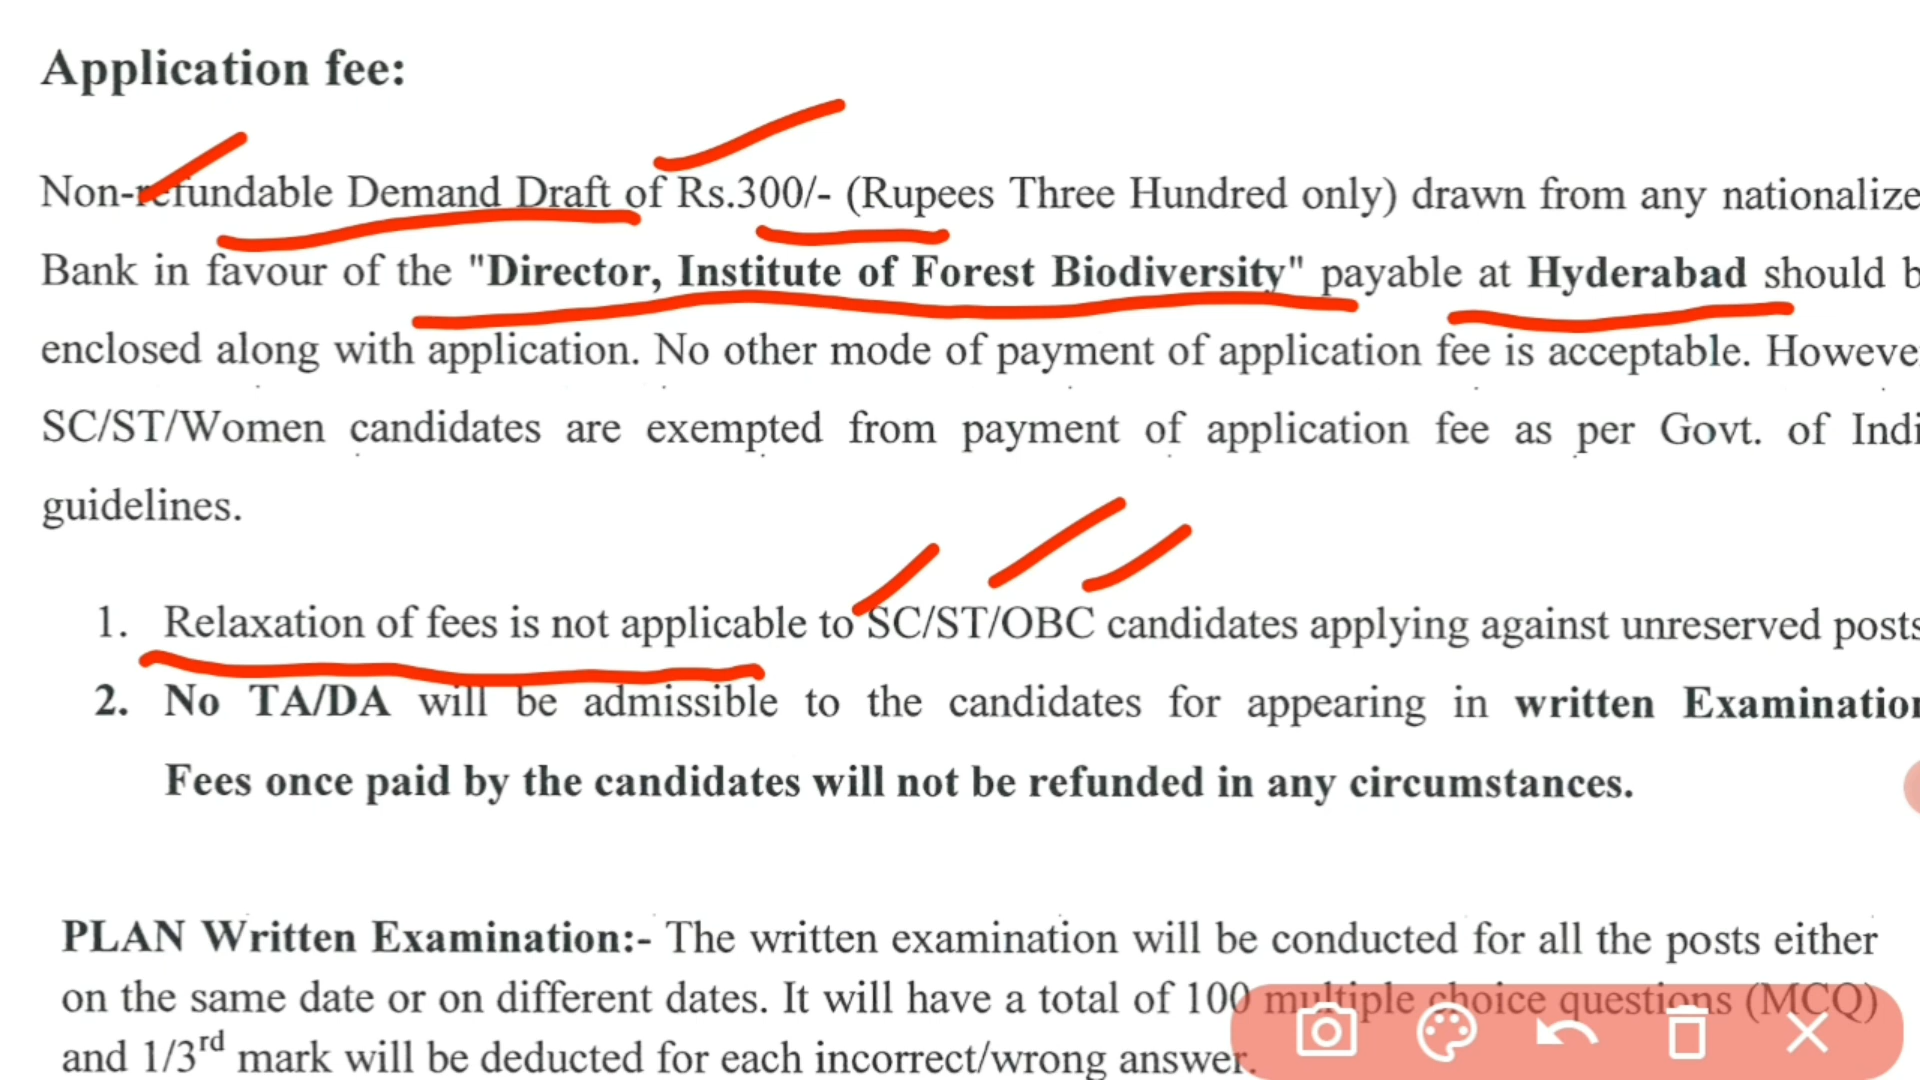 Application fee:
Non-refundable Demand Draft of Rs.300/- (Rupees Three Hundred only) drawn from any nationalize
Bank in favour of the "Director, Institute of Forest Biodiversity" payable at Hyderabad should b
enclosed along with application. No other mode of payment of application fee is acceptable. Howeve
SC/ST/Women candidates are exempted from payment of application fee as per Govt. of Indi
guidelines.
1. Relaxation of fees is not applicable to SC/ST/OBC candidates applying against unreserved posts
2. No TA/DA will be admissible to the candidates for appearing in written Examination
Fees once paid by the candidates will not be refunded in any circumstances.
PLAN Written Examination:- The written examination will be conducted for all the posts either
on the same date or on different dates. It will have a total of 100 multiple choice questions (MCQ)
and 1/3rd mark will be deducted for each incorrect/wrong answer.